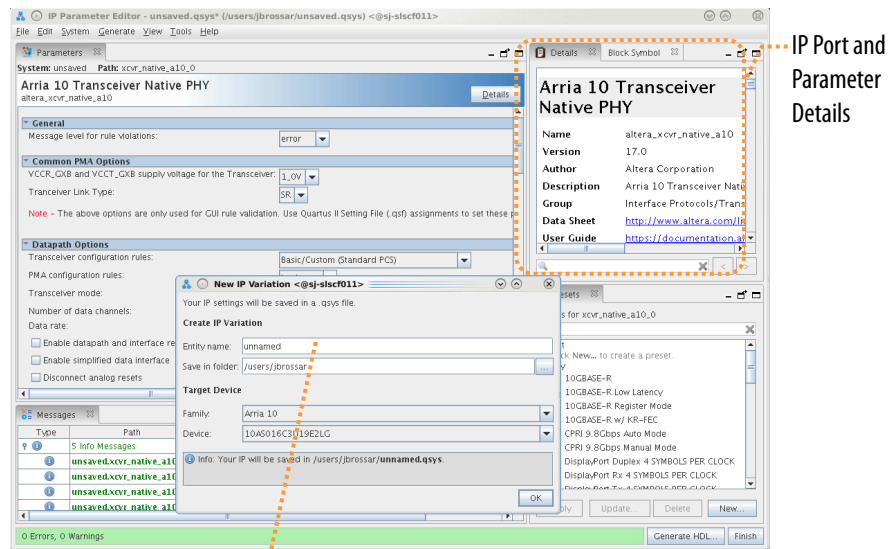 IP Parameter Editor - unsaved.qsys* (/users/jbrossar/unsaved.qsys) <@sj-slscf011>
File Edit System Generate View Tools Help
Parameters
System: unsaved Path: xcvr_native_a10_0
Arria 10 Transceiver Native PHY
altera_xcvr_native_a10
Details
General
Message level for rule violations: error
Common PMA Options
VCCR_GXB and VCCT_GXB supply voltage for the Transceiver: 1_0V
Tranceiver Link Type: SR
Note - The above options are only used for GUI rule validation. Use Quartus II Setting File (.qsf) assignments to set these p
Datapath Options
Transceiver configuration rules: Basic/Custom (Standard PCS)
PMA configuration rules:
Transceiver mode:
Number of data channels:
Data rate:
Enable datapath and interface re
Enable simplified data interface
Disconnect analog resets
Messages
Type Path
5 Info Messages
unsaved.xcvr_native_a10
unsaved.xcvr_native_a10
unsaved.xcvr_native_a10
unsaved.xcvr_native_a10
0 Errors, 0 Warnings
Generate HDL... Finish
Details Block Symbol
Arria 10 Transceiver
Native PHY
Name altera_xcvr_native_a10
Version 17.0
Author Altera Corporation
Description Arria 10 Transceiver Nativ
Group Interface Protocols/Trans
Data Sheet http://www.altera.com/li
User Guide https://documentation.a
IP Port and
Parameter
Details
esets
s for xcvr_native_a10_0
ck New... to create a preset.
10GBASE-R
10GBASE-R Low Latency
10GBASE-R Register Mode
10GBASE-R w/ KR-FEC
CPRI 9.8Gbps Auto Mode
CPRI 9.8Gbps Manual Mode
DisplayPort Duplex 4 SYMBOLS PER CLOCK
DisplayPort Rx 4 SYMBOLS PER CLOCK
DisplayPort Tx 4 SYMBOLS PER CLOCK
Update... Delete New...
New IP Variation <@sj-slscf011>
Your IP settings will be saved in a .qsys file.
Create IP Variation
Entity name: unnamed
Save in folder: /users/jbrossar ...
Target Device
Family: Arria 10
Device: 10AS016C3U19E2LG
Info: Your IP will be saved in /users/jbrossar/unnamed.qsys.
OK